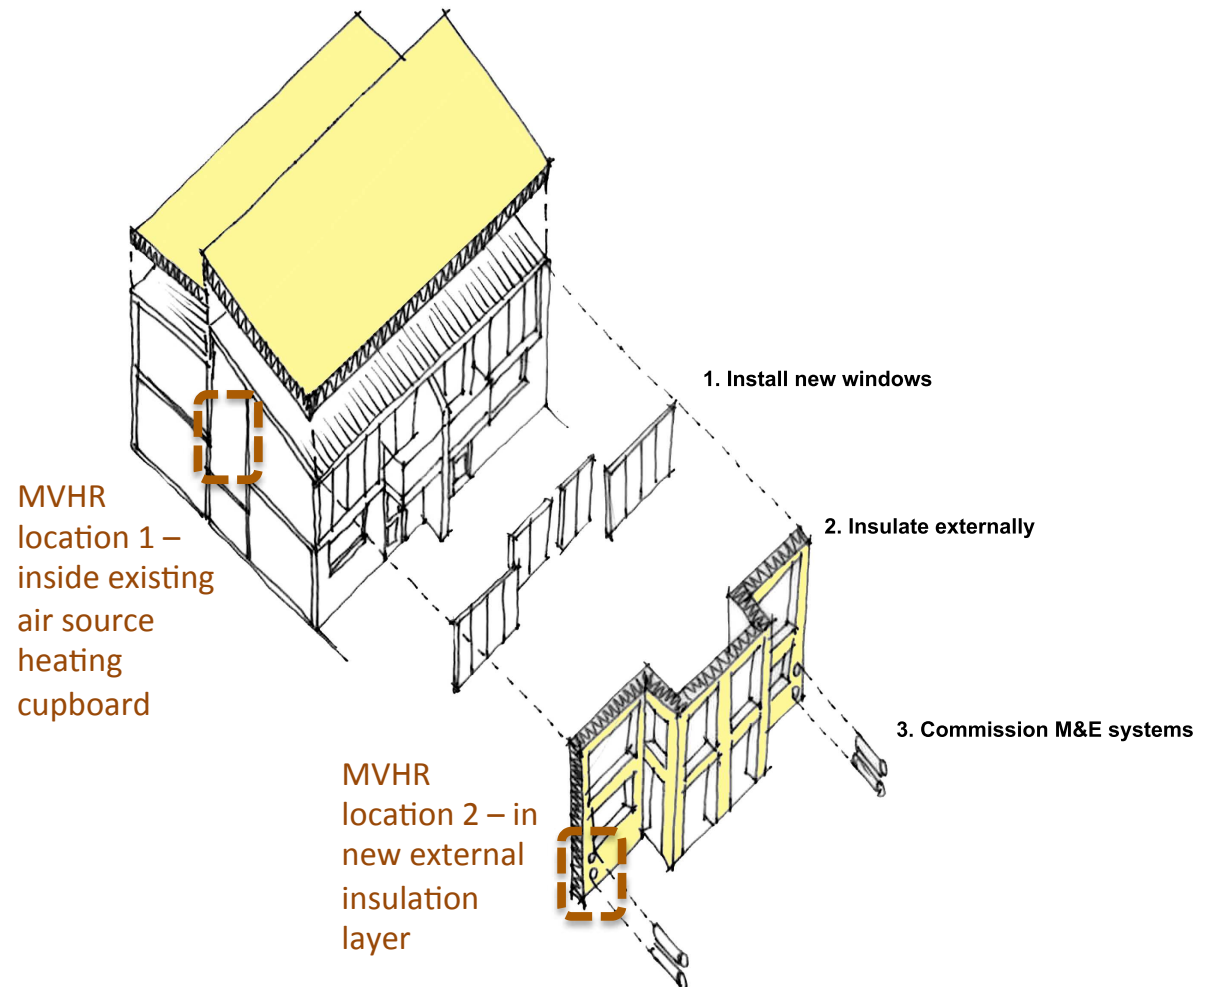 1. Install new windows
2. Insulate externally
3. Commission M&E systems
MVHR
location 1 –
inside existing
air source
heating
cupboard
MVHR
location 2 – in
new external
insulation
layer